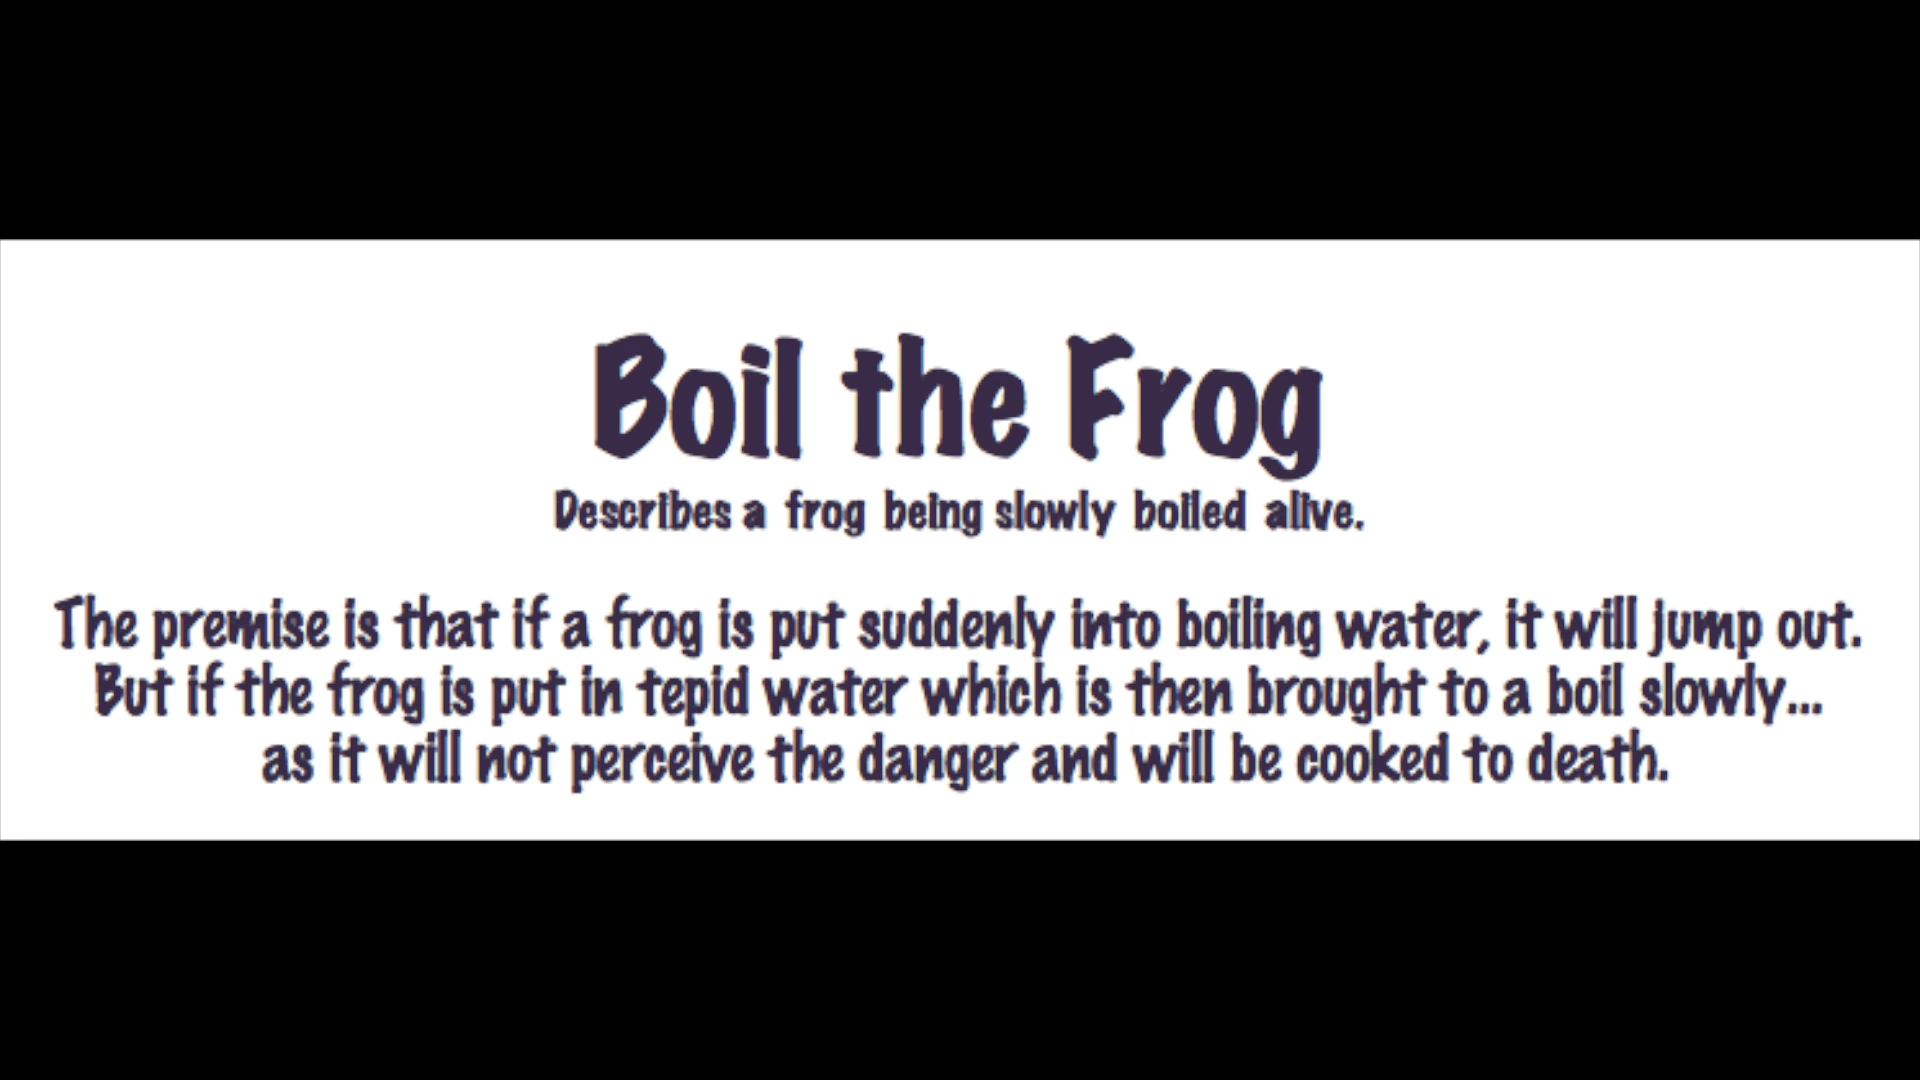 Boil the Frog
Describes a frog being slowly boiled alive.
The premise is that if a frog is put suddenly into boiling water, it will jump out.
But if the frog is put in tepid water which is then brought to a boil slowly...
as it will not perceive the danger and will be cooked to death.